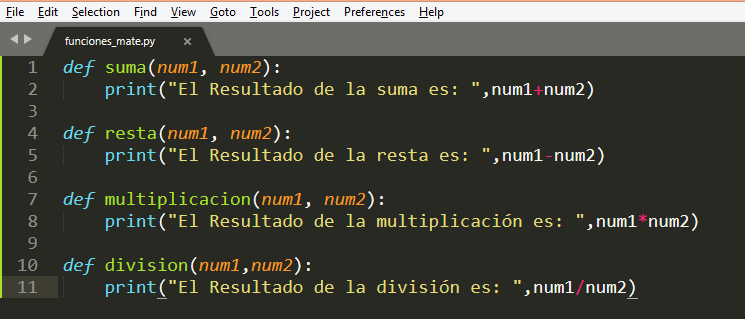 File Edit Selection Find View Goto Tools Project Preferences Help
funciones_mate.py ×
1 def suma(num1, num2):
2 print("El Resultado de la suma es: ",num1+num2)
3
4 def resta(num1, num2):
5 print("El Resultado de la resta es: ",num1-num2)
6
7 def multiplicacion(num1, num2):
8 print("El Resultado de la multiplicación es: ",num1*num2)
9
10 def division(num1,num2):
11 print("El Resultado de la división es: ",num1/num2)